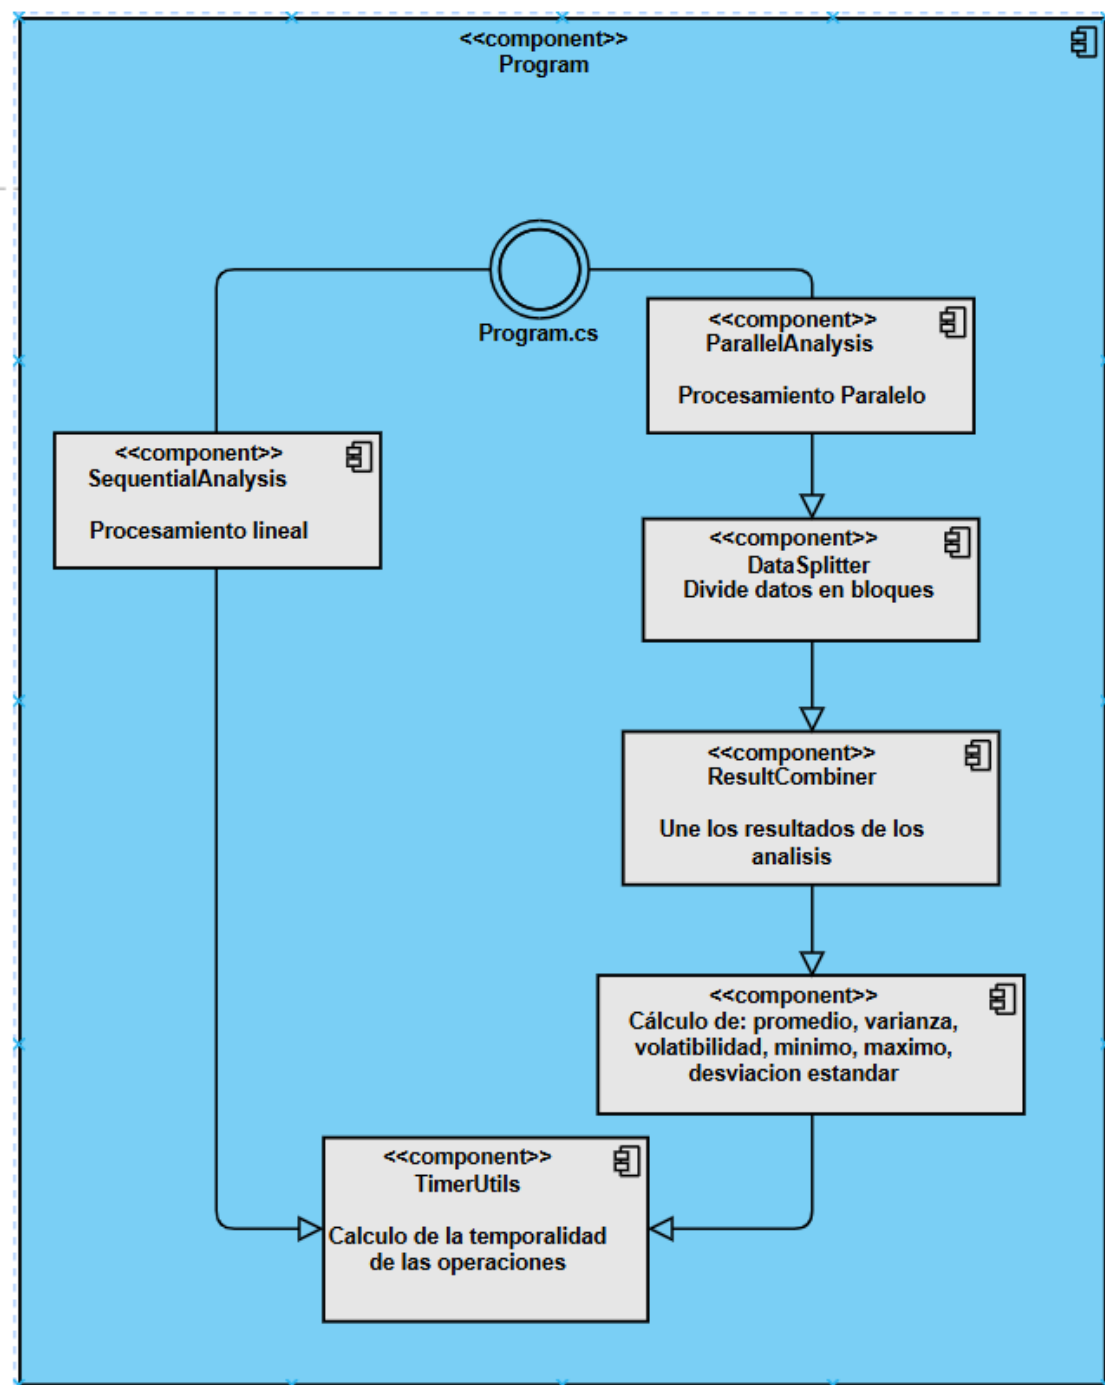 <<component>>
Program
Program.cs
<<component>>
ParallelAnalysis
Procesamiento Paralelo
<<component>>
SequentialAnalysis
Procesamiento lineal
<<component>>
DataSplitter
Divide datos en bloques
<<component>>
ResultCombiner
Une los resultados de los
analisis
<<component>>
Cálculo de: promedio, varianza,
volatibilidad, minimo, maximo,
desviacion estandar
<<component>>
TimerUtils
Calculo de la temporalidad
de las operaciones